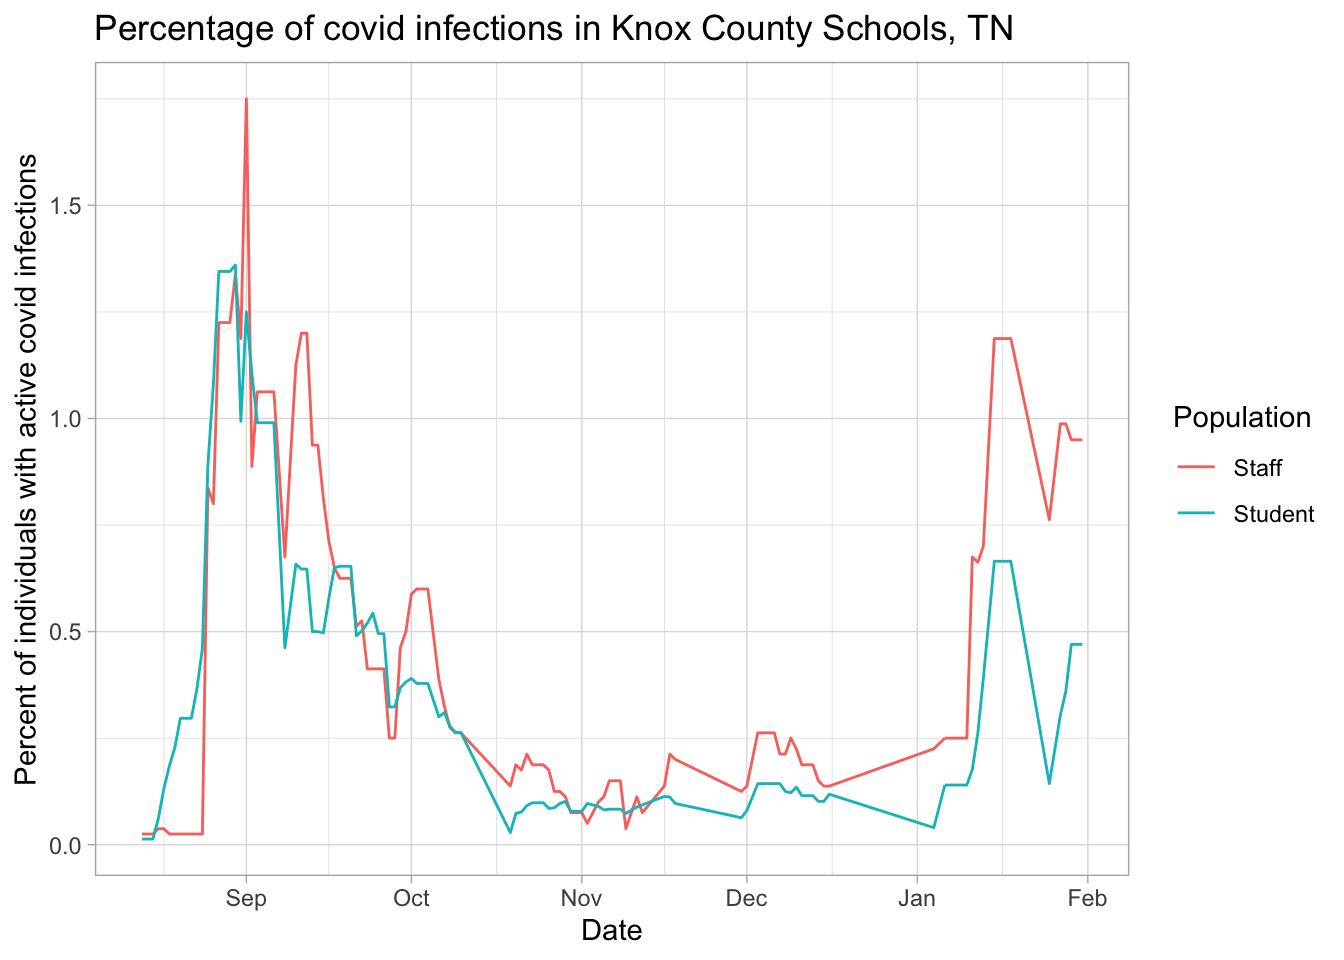 Percentage of covid infections in Knox County Schools, TN
Percent of individuals with active covid infections
1.5
1.0
0.5
0.0
Sep
Oct
Nov
Dec
Jan
Feb
Date
Population
Staff
Student